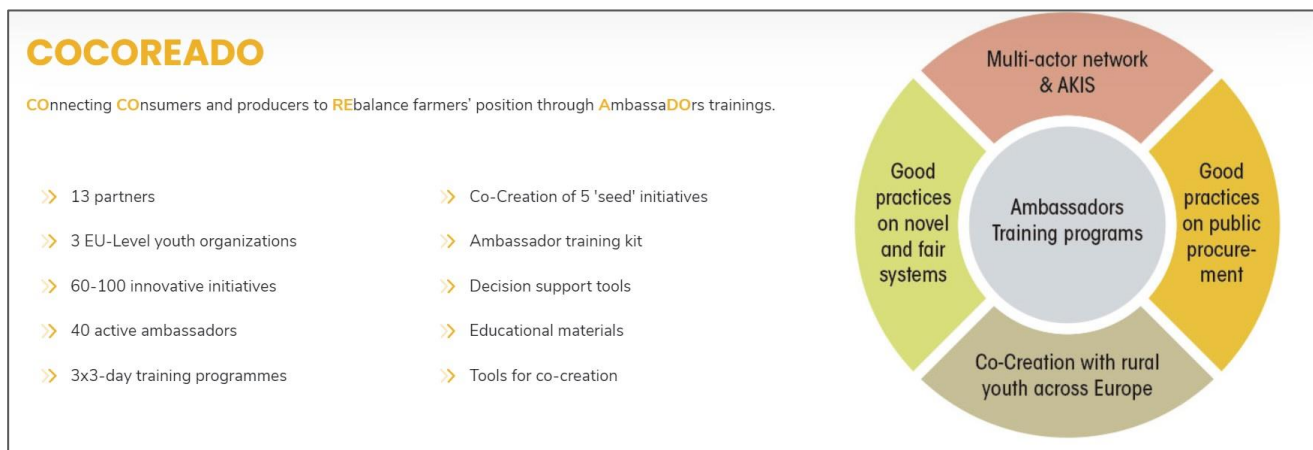 COCOREADO
COnnecting COnsumers and producers to REbalance farmers' position through AmbassaDOrs trainings.
13 partners
3 EU-Level youth organizations
60-100 innovative initiatives
40 active ambassadors
3x3-day training programmes
Co-Creation of 5 'seed' initiatives
Ambassador training kit
Decision support tools
Educational materials
Tools for co-creation
Multi-actor network
& AKIS
Good
practices
on novel
and fair
systems
Ambassadors
Training programs
Good
practices
on public
procure-
ment
Co-Creation with rural
youth across Europe